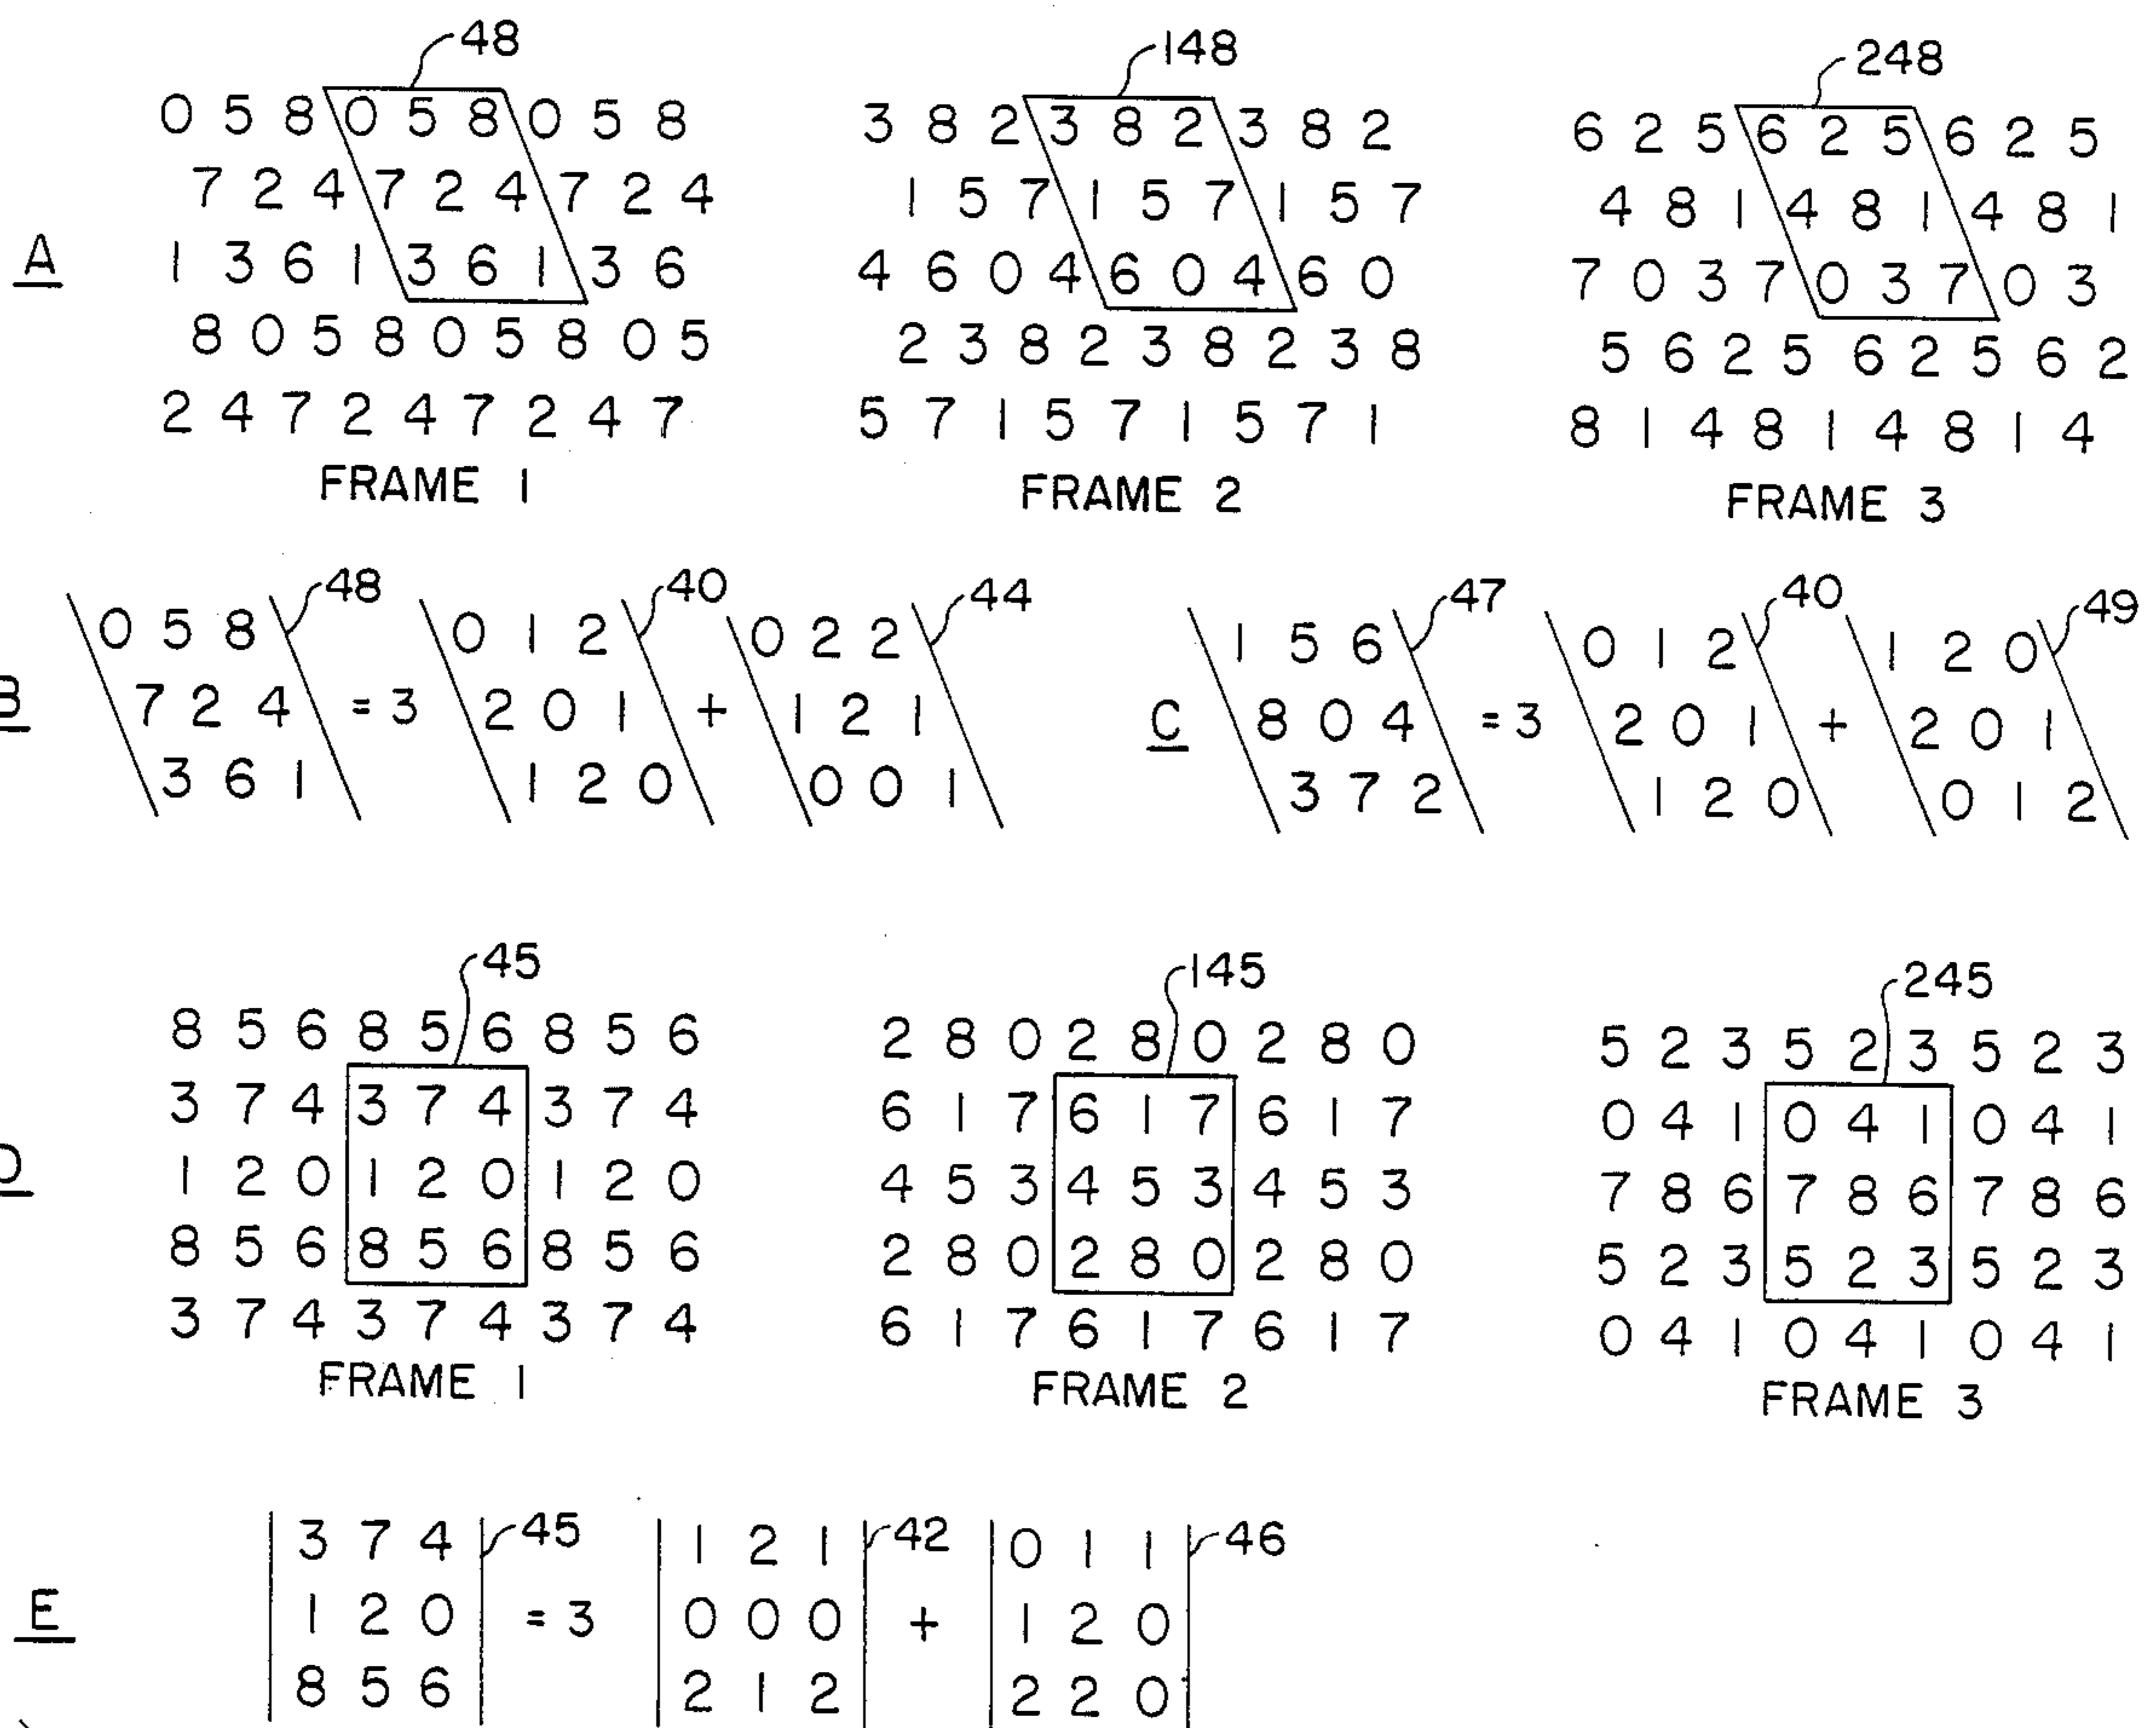 48 148 248
0 5 8 0 5 8 0 5 8 3 8 2 3 8 2 3 8 2 6 2 5 6 2 5 6 2 5
7 2 4 7 2 4 7 2 4 1 5 7 1 5 7 1 5 7 4 8 1 4 8 1 4 8 1
A 1 3 6 1 3 6 1 3 6 4 6 0 4 6 0 4 6 0 7 0 3 7 0 3 7 0 3
8 0 5 8 0 5 8 0 5 2 3 8 2 3 8 2 3 8 5 6 2 5 6 2 5 6 2
2 4 7 2 4 7 2 4 7 5 7 1 5 7 1 5 7 1 8 1 4 8 1 4 8 1 4
FRAME 1 FRAME 2 FRAME 3
48 40 44 47 40 49
0 5 8 0 1 2 0 2 2 1 5 6 0 1 2 1 2 0
B 7 2 4 = 3 2 0 1 + 1 2 1 C 8 0 4 = 3 2 0 1 + 2 0 1
3 6 1 1 2 0 0 0 1 3 7 2 1 2 0 0 1 2
45 145 245
8 5 6 8 5 6 8 5 6 2 8 0 2 8 0 2 8 0 5 2 3 5 2 3 5 2 3
3 7 4 3 7 4 3 7 4 6 1 7 6 1 7 6 1 7 0 4 1 0 4 1 0 4 1
D 1 2 0 1 2 0 1 2 0 4 5 3 4 5 3 4 5 3 7 8 6 7 8 6 7 8 6
8 5 6 8 5 6 8 5 6 2 8 0 2 8 0 2 8 0 5 2 3 5 2 3 5 2 3
3 7 4 3 7 4 3 7 4 6 1 7 6 1 7 6 1 7 0 4 1 0 4 1 0 4 1
FRAME 1 FRAME 2 FRAME 3
3 7 4 45 1 2 1 42 0 1 1 46
E 1 2 0 = 3 0 0 0 + 1 2 0
8 5 6 2 1 2 2 2 0